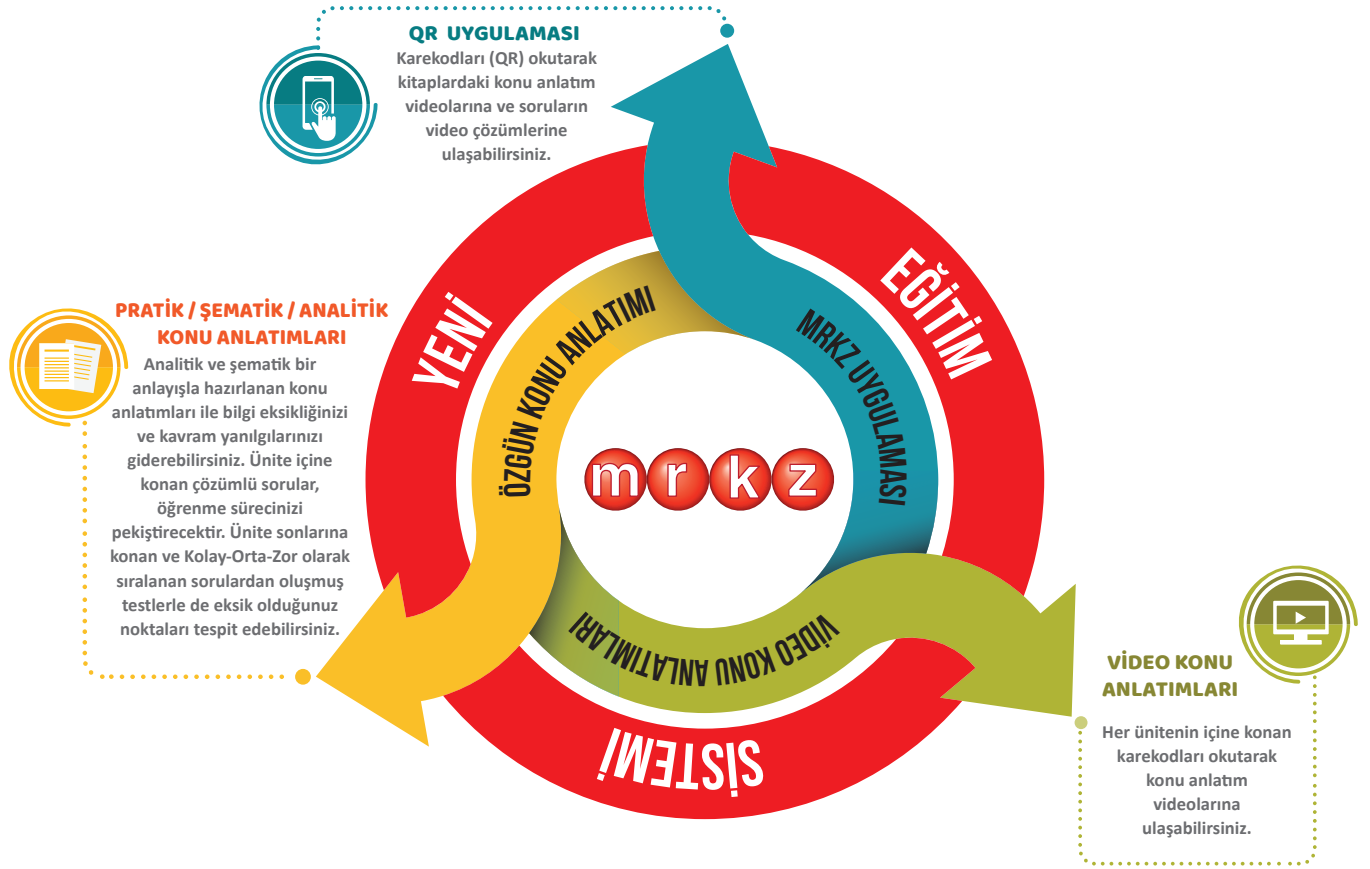 QR UYGULAMASI
Karekodları (QR) okutarak
kitaplardaki konu anlatım
videolarına ve soruların
video çözümlerine
ulaşabilirsiniz.
PRATİK / ŞEMATİK / ANALİTİK
KONU ANLATIMLARI
Analitik ve şematik bir
anlayışla hazırlanan konu
anlatımları ile bilgi eksikliğinizi
ve kavram yanılgılarınızı
giderebilirsiniz. Ünite içine
konan çözümlü sorular,
öğrenme sürecinizi
pekiştirecektir. Ünite sonlarına
konan ve Kolay-Orta-Zor olarak
sıralanan sorulardan oluşmuş
testlerle de eksik olduğunuz
noktaları tespit edebilirsiniz.
YENİ
EĞİTİM
SİSTEMİ
ÖZGÜN KONU ANLATIMI
MRKZ UYGULAMASI
VİDEO KONU ANLATIMLARI
mrkz
VİDEO KONU
ANLATIMLARI
Her ünitenin içine konan
karekodları okutarak
konu anlatım
videolarına
ulaşabilirsiniz.